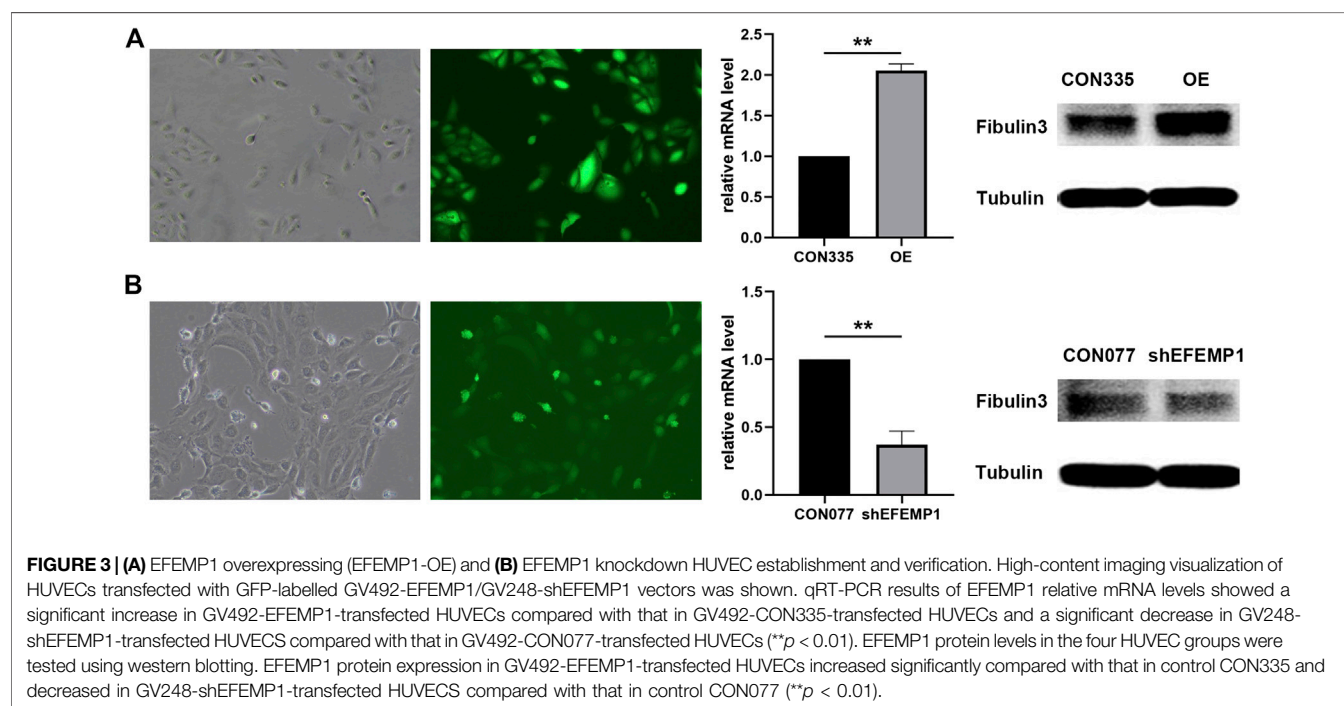 A
2.5
2.0
1.5
1.0
0.5
0.0
relative mRNA level
**
CON335
OE
CON335 OE
Fibulin3
Tubulin
B
1.5
1.0
0.5
0.0
relative mRNA level
**
CON077 shEFEMP1
CON077 shEFEMP1
Fibulin3
Tubulin
FIGURE 3 | (A) EFEMP1 overexpressing (EFEMP1-OE) and (B) EFEMP1 knockdown HUVEC establishment and verification. High-content imaging visualization of
HUVECs transfected with GFP-labelled GV492-EFEMP1/GV248-shEFEMP1 vectors was shown. qRT-PCR results of EFEMP1 relative mRNA levels showed a
significant increase in GV492-EFEMP1-transfected HUVECs compared with that in GV492-CON335-transfected HUVECs and a significant decrease in GV248-
shEFEMP1-transfected HUVECS compared with that in GV492-CON077-transfected HUVECs (**p < 0.01). EFEMP1 protein levels in the four HUVEC groups were
tested using western blotting. EFEMP1 protein expression in GV492-EFEMP1-transfected HUVECs increased significantly compared with that in control CON335 and
decreased in GV248-shEFEMP1-transfected HUVECS compared with that in control CON077 (**p < 0.01).